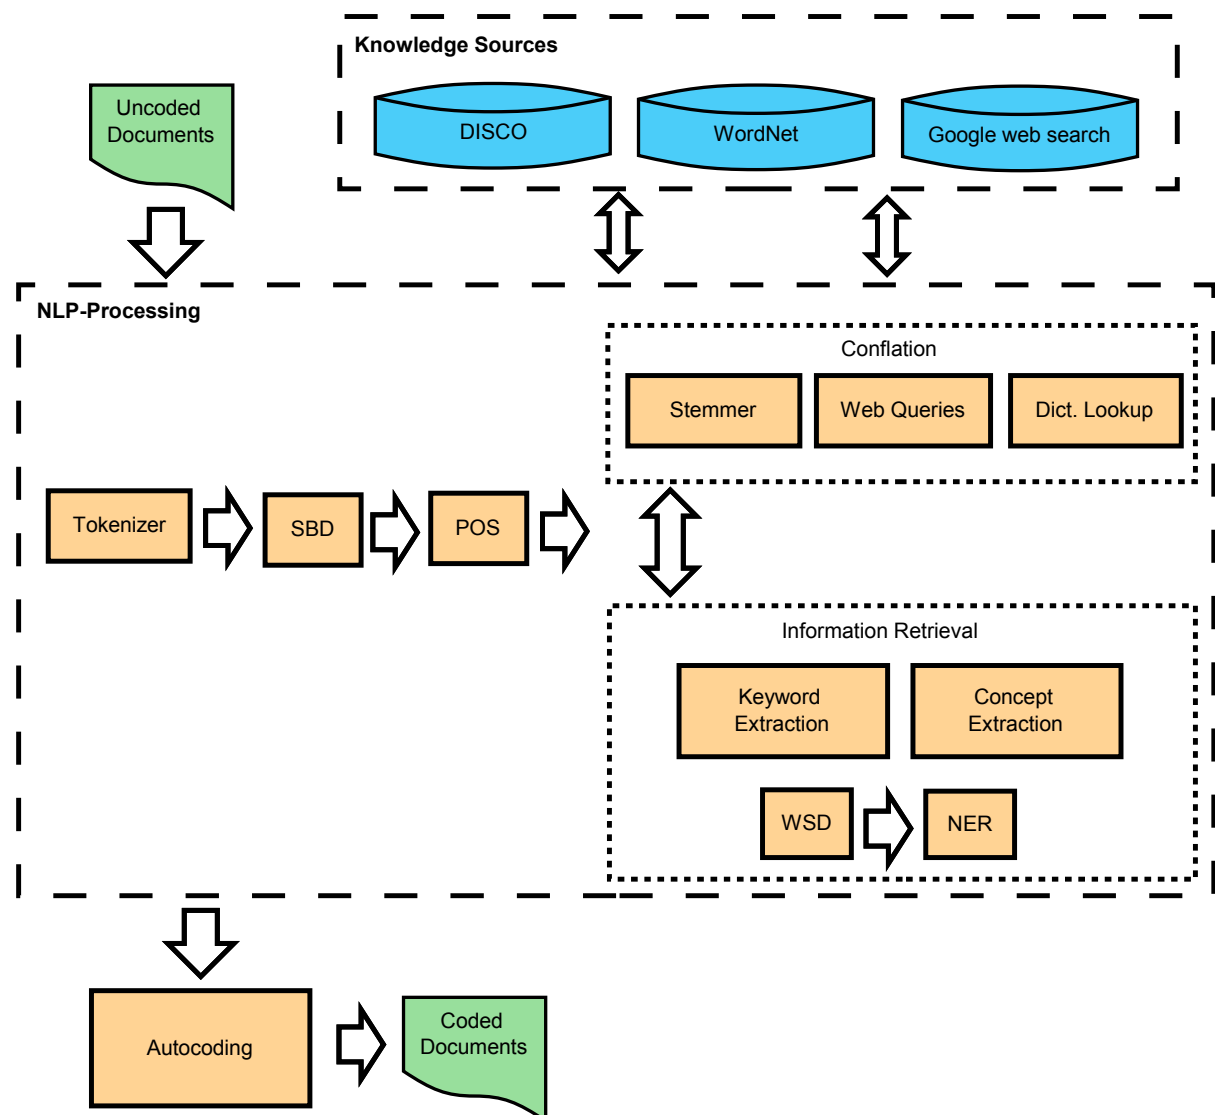 Knowledge Sources
Uncoded
Documents
DISCO
WordNet
Google web search
NLP-Processing
Conflation
Stemmer
Web Queries
Dict. Lookup
Tokenizer
SBD
POS
Information Retrieval
Keyword
Extraction
Concept
Extraction
WSD
NER
Autocoding
Coded
Documents